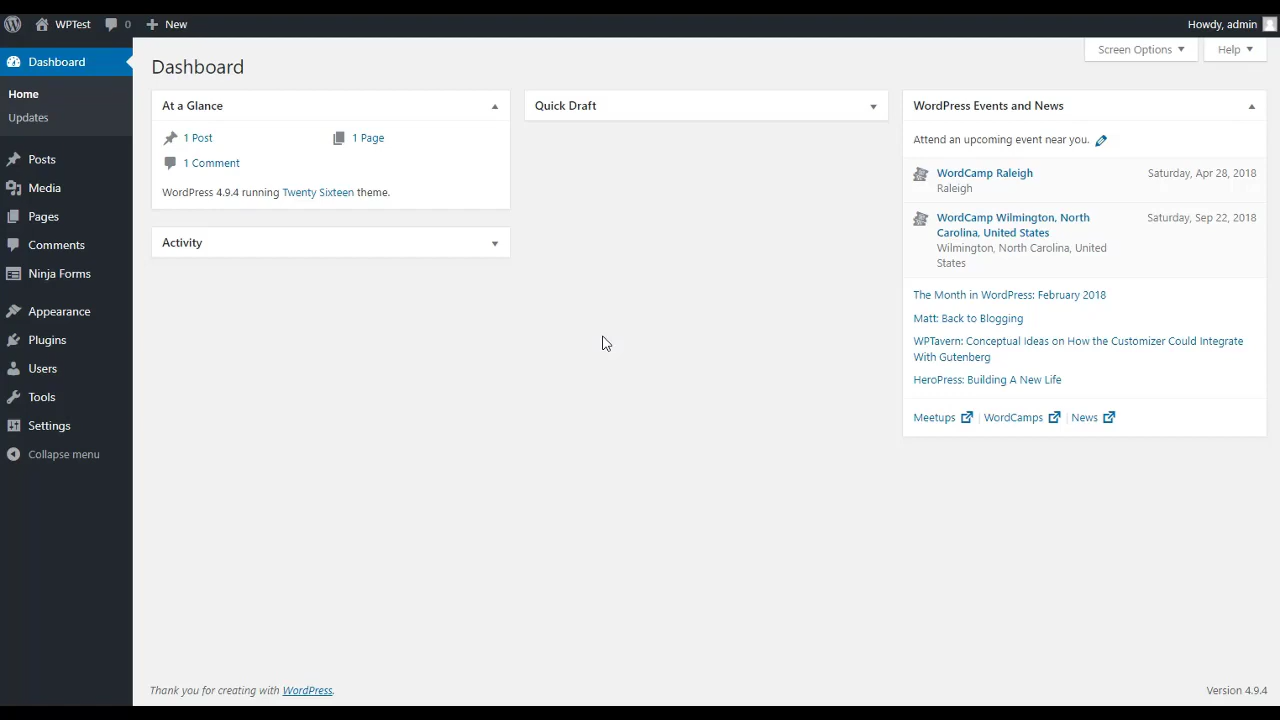 WPTest
0
New
Howdy, admin
Dashboard
Home
Updates
Posts
Media
Pages
Comments
Ninja Forms
Appearance
Plugins
Users
Tools
Settings
Collapse menu
Screen Options
Help
Dashboard
At a Glance
1 Post
1 Page
1 Comment
WordPress 4.9.4 running Twenty Sixteen theme.
Activity
Quick Draft
WordPress Events and News
Attend an upcoming event near you.
WordCamp Raleigh
Saturday, Apr 28, 2018
Raleigh
WordCamp Wilmington, North
Saturday, Sep 22, 2018
Carolina, United States
Wilmington, North Carolina, United
States
The Month in WordPress: February 2018
Matt: Back to Blogging
WPTavern: Conceptual Ideas on How the Customizer Could Integrate
With Gutenberg
HeroPress: Building A New Life
Meetups | WordCamps | News
Thank you for creating with WordPress.
Version 4.9.4